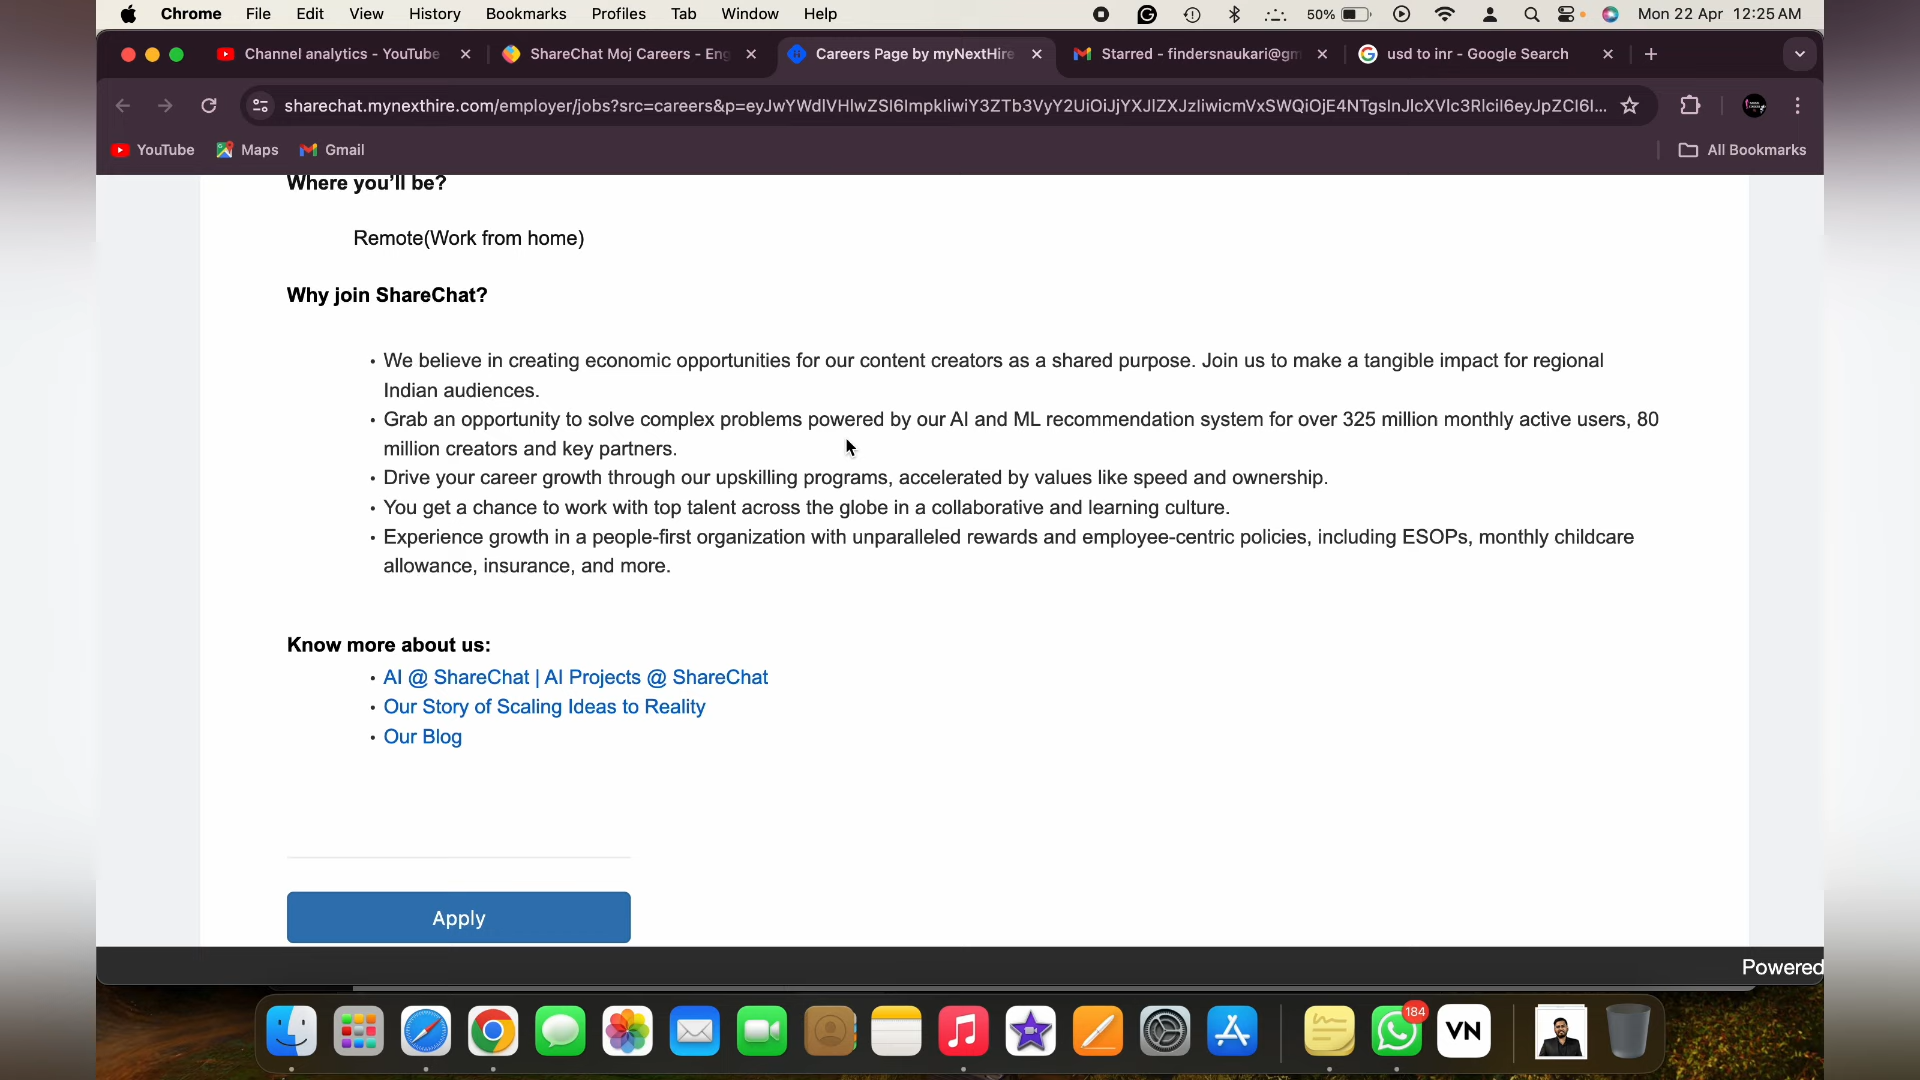 Chrome File Edit View History Bookmarks Profiles Tab Window Help 50% Mon 22 Apr 12:25 AM
Channel analytics - YouTube ShareChat Moj Careers - Eng Careers Page by myNextHire Starred - findersnaukari@gm usd to inr - Google Search
sharechat.mynexthire.com/employer/jobs?src=careers&p=
YouTube Maps Gmail All Bookmarks
Where you'll be?
Remote(Work from home)
Why join ShareChat?
• We believe in creating economic opportunities for our content creators as a shared purpose. Join us to make a tangible impact for regional
Indian audiences.
• Grab an opportunity to solve complex problems powered by our AI and ML recommendation system for over 325 million monthly active users, 80
million creators and key partners.
• Drive your career growth through our upskilling programs, accelerated by values like speed and ownership.
• You get a chance to work with top talent across the globe in a collaborative and learning culture.
• Experience growth in a people-first organization with unparalleled rewards and employee-centric policies, including ESOPs, monthly childcare
allowance, insurance, and more.
Know more about us:
• AI @ ShareChat | AI Projects @ ShareChat
• Our Story of Scaling Ideas to Reality
• Our Blog
Apply
Powered
184
VN